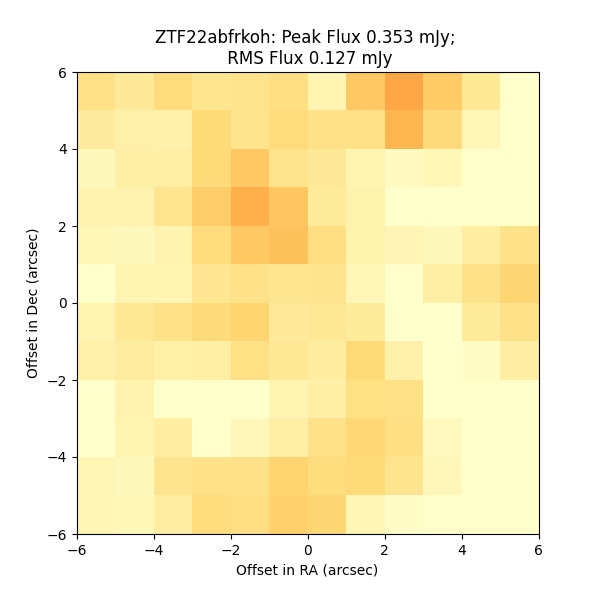 ZTF22abfrkoh: Peak Flux 0.353 mJy;
RMS Flux 0.127 mJy
6
4
2
0
−2
−4
−6
Offset in Dec (arcsec)
−6 −4 −2 0 2 4 6
Offset in RA (arcsec)